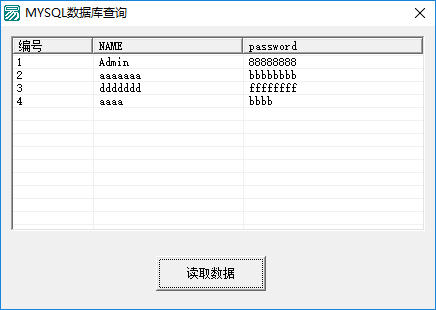 MYSQL数据库查询
编号 NAME password
1 Admin 88888888
2 aaaaaaa bbbbbbbb
3 ddddddd ffffffff
4 aaaa bbbb
读取数据